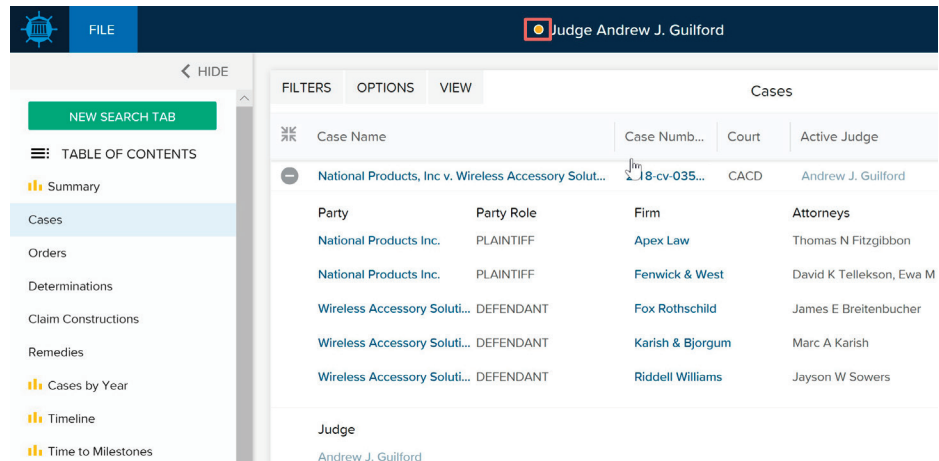 FILE
Judge Andrew J. Guilford
HIDE
NEW SEARCH TAB
TABLE OF CONTENTS
Summary
Cases
Orders
Determinations
Claim Constructions
Remedies
Cases by Year
Timeline
Time to Milestones
FILTERS OPTIONS VIEW Cases
Case Name Case Numb... Court Active Judge
National Products, Inc v. Wireless Accessory Solut... 18-cv-035... CACD Andrew J. Guilford
Party Party Role Firm Attorneys
National Products Inc. PLAINTIFF Apex Law Thomas N Fitzgibbon
National Products Inc. PLAINTIFF Fenwick & West David K Tellekson, Ewa M
Wireless Accessory Soluti... DEFENDANT Fox Rothschild James E Breitenbucher
Wireless Accessory Soluti... DEFENDANT Karish & Bjorgum Marc A Karish
Wireless Accessory Soluti... DEFENDANT Riddell Williams Jayson W Sowers
Judge
Andrew J. Guilford